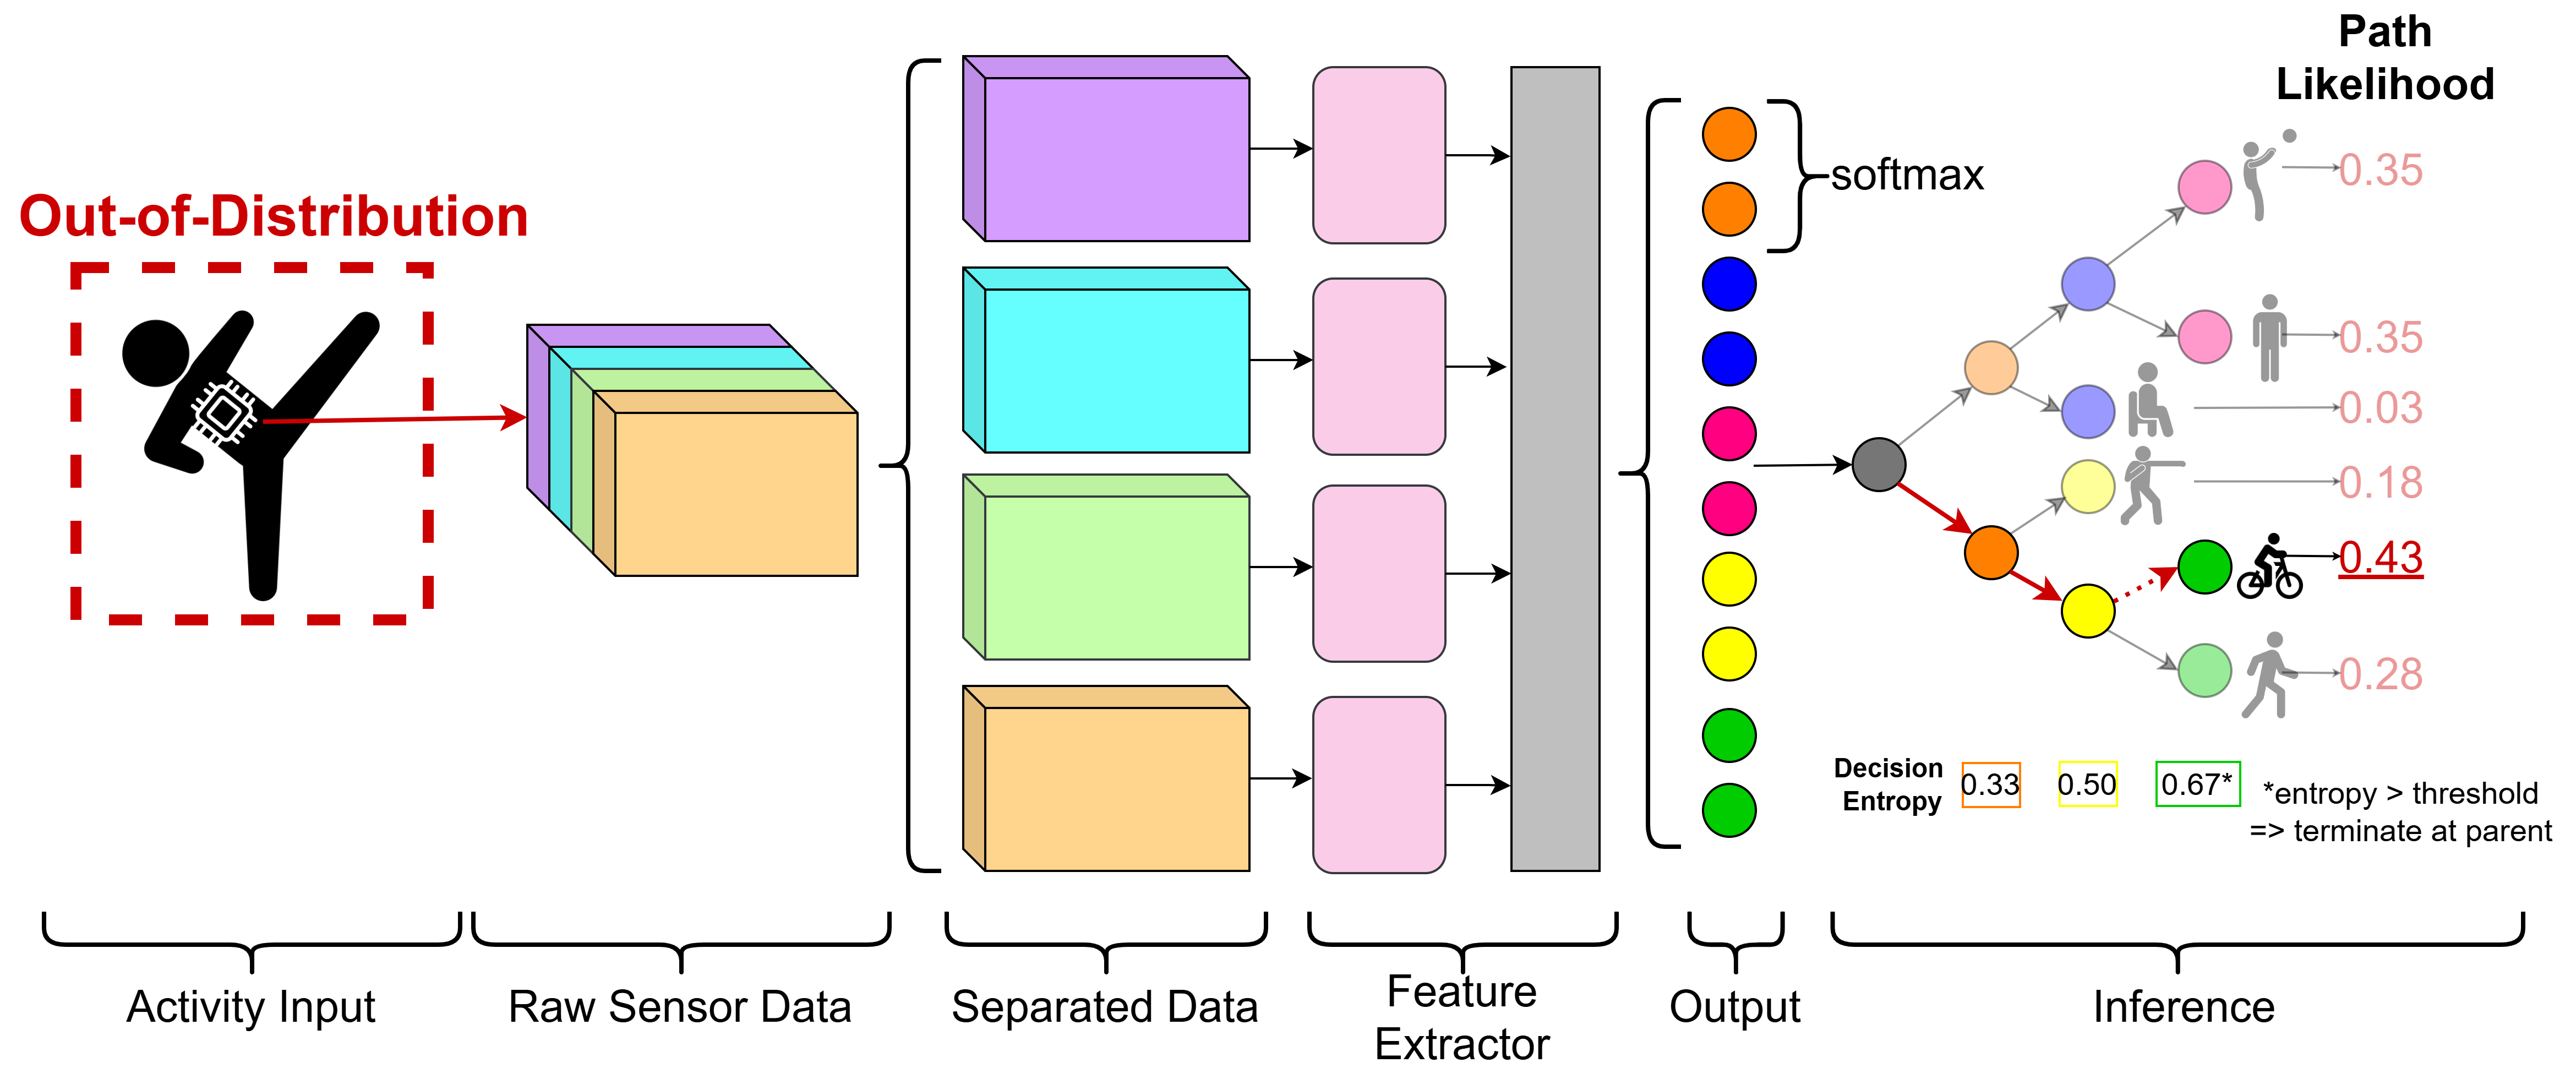 Path
Likelihood
Out-of-Distribution
softmax
0.35
0.35
0.03
0.18
0.43
0.28
Decision
Entropy
0.33
0.50
0.67*
*entropy > threshold
=> terminate at parent
Activity Input
Raw Sensor Data
Separated Data
Feature
Extractor
Output
Inference